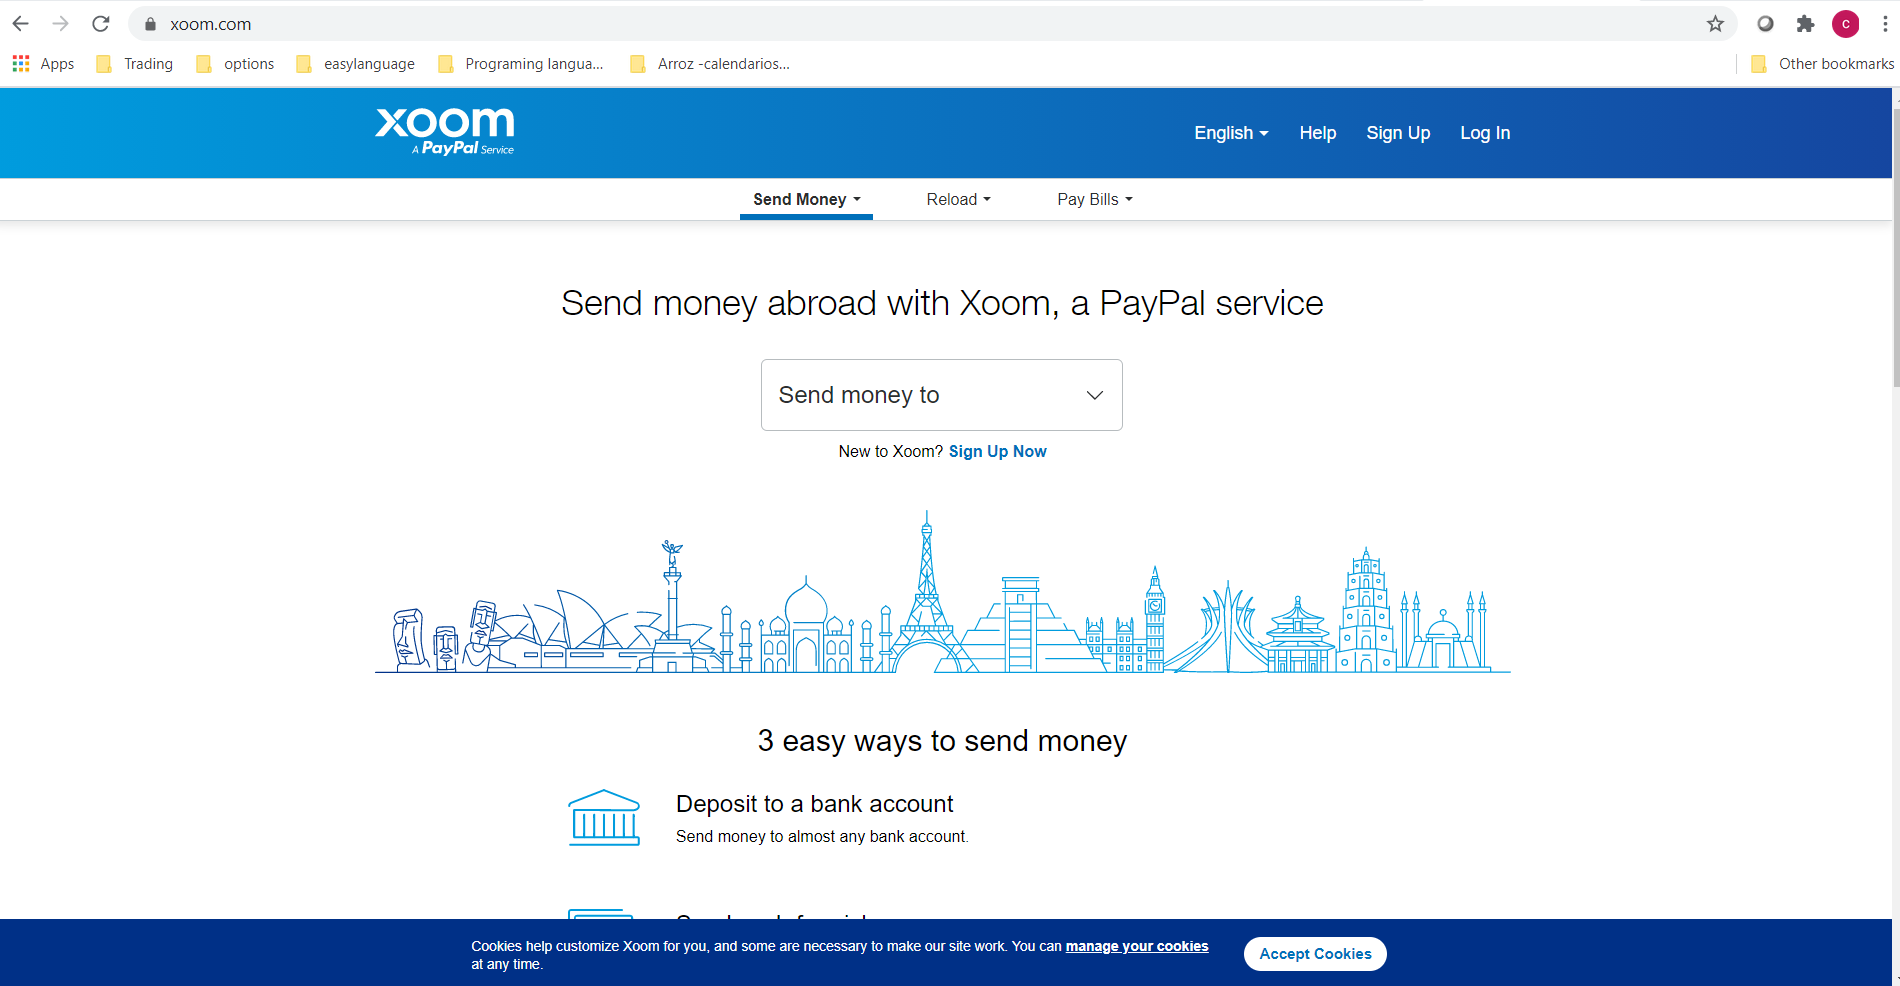 xoom.com
C
Apps Trading options easylanguage Programing langua... Arroz -calendarios... Other bookmarks
xoom
A PayPal Service
English Help Sign Up Log In
Send Money Reload Pay Bills
Send money abroad with Xoom, a PayPal service
Send money to
New to Xoom? Sign Up Now
3 easy ways to send money
Deposit to a bank account
Send money to almost any bank account.
Cookies help customize Xoom for you, and some are necessary to make our site work. You can manage your cookies
at any time.
Accept Cookies